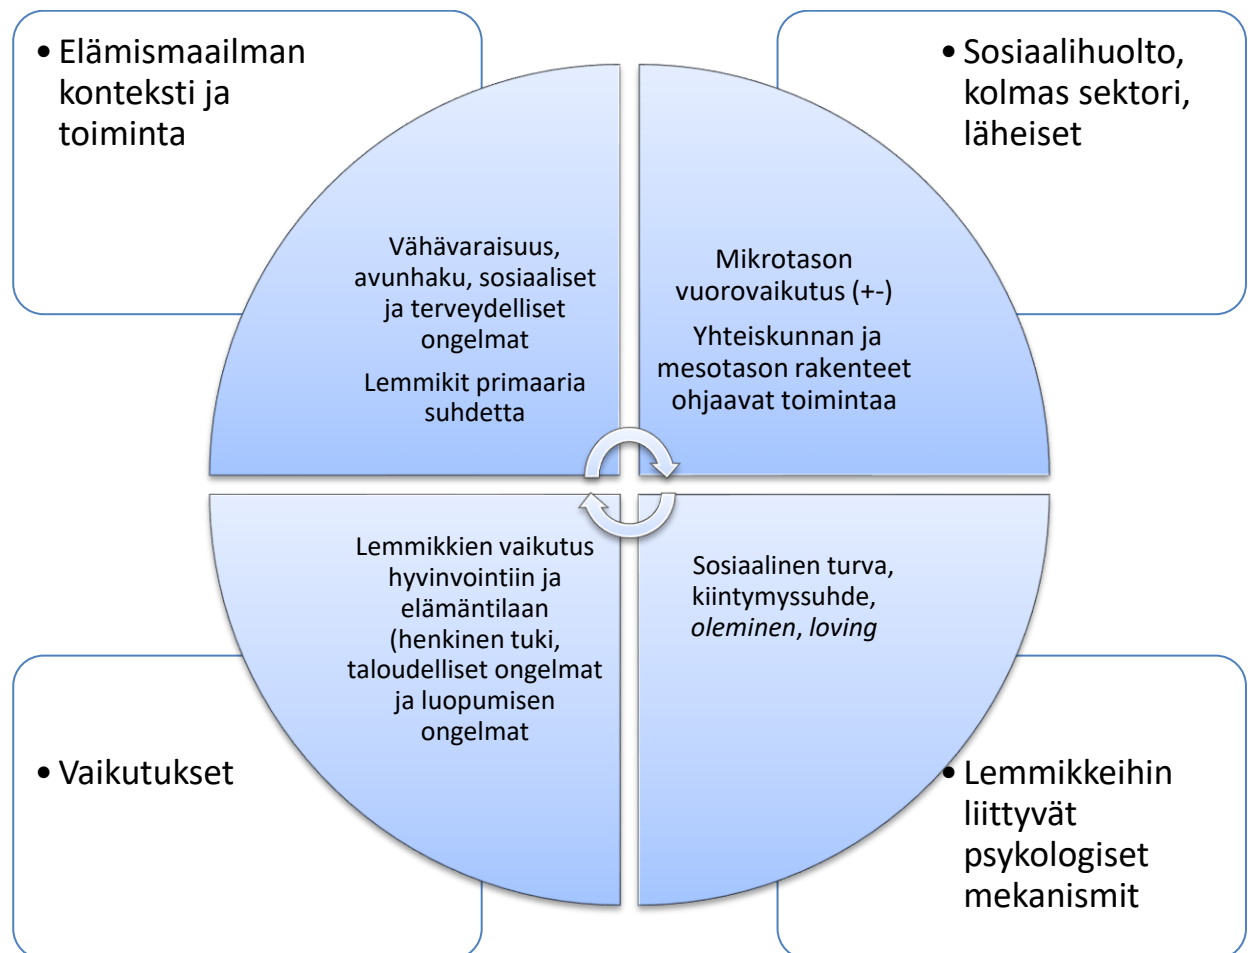 • Elämismaailman
konteksti ja
toiminta
• Sosiaalihuolto,
kolmas sektori,
läheiset
Vähävaraisuus,
avunhaku, sosiaaliset
ja terveydelliset
ongelmat
Lemmikit primaaria
suhdetta
Mikrotason
vuorovaikutus (+-)
Yhteiskunnan ja
mesotason rakenteet
ohjaavat toimintaa
Lemmikkien vaikutus
hyvinvointiin ja
elämäntilaan
(henkinen tuki,
taloudelliset ongelmat
ja luopumisen
ongelmat
Sosiaalinen turva,
kiintymyssuhde,
oleminen, loving
• Vaikutukset
• Lemmikkeihin
liittyvät
psykologiset
mekanismit